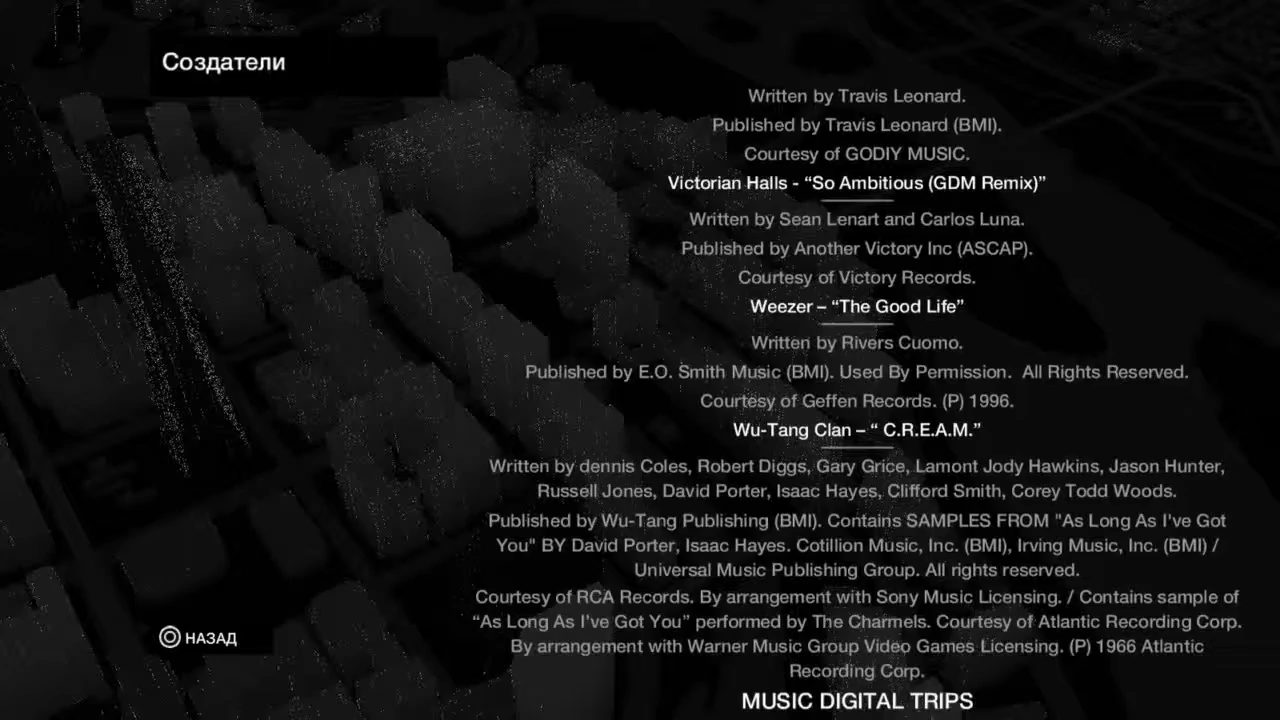 Создатели
Written by Travis Leonard.
Published by Travis Leonard (BMI).
Courtesy of GODIY MUSIC.
Victorian Halls - “So Ambitious (GDM Remix)”
Written by Sean Lenart and Carlos Luna.
Published by Another Victory Inc (ASCAP).
Courtesy of Victory Records.
Weezer – “The Good Life”
Written by Rivers Cuomo.
Published by E.O. Smith Music (BMI). Used By Permission.  All Rights Reserved.
Courtesy of Geffen Records. (P) 1996.
Wu-Tang Clan – “ C.R.E.A.M.”
Written by dennis Coles, Robert Diggs, Gary Grice, Lamont Jody Hawkins, Jason Hunter,
Russell Jones, David Porter, Isaac Hayes, Clifford Smith, Corey Todd Woods.
Published by Wu-Tang Publishing (BMI). Contains SAMPLES FROM "As Long As I've Got
You" BY David Porter, Isaac Hayes. Cotillion Music, Inc. (BMI), Irving Music, Inc. (BMI) /
Universal Music Publishing Group. All rights reserved.
Courtesy of RCA Records. By arrangement with Sony Music Licensing. / Contains sample of
“As Long As I’ve Got You” performed by The Charmels. Courtesy of Atlantic Recording Corp.
By arrangement with Warner Music Group Video Games Licensing. (P) 1966 Atlantic
Recording Corp.
MUSIC DIGITAL TRIPS
НАЗАД